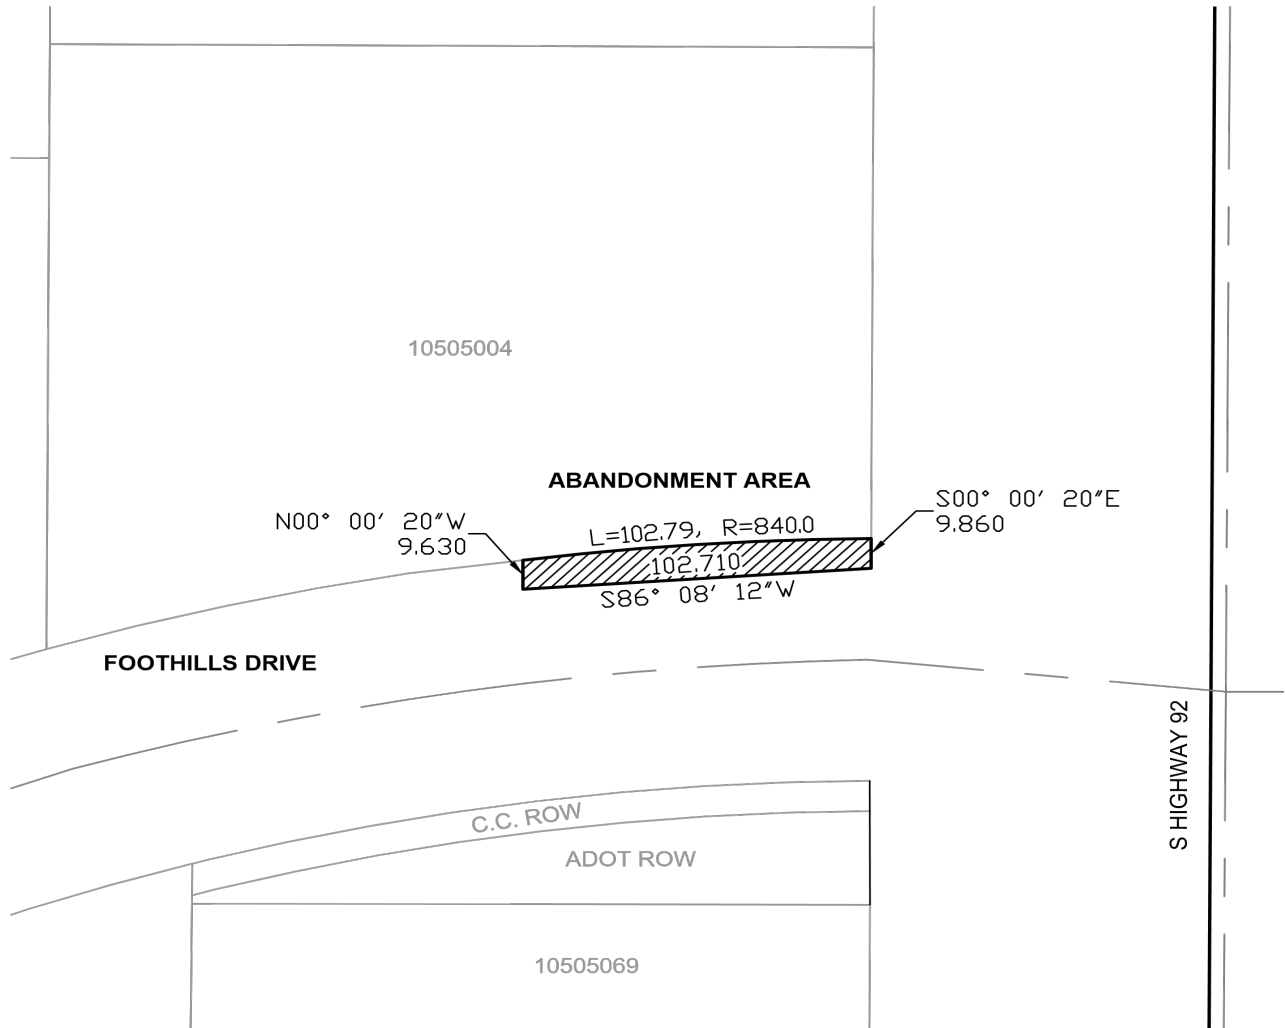 10505004
ABANDONMENT AREA
N00° 00′ 20″W
9.630
L=102.79, R=840.0
S00° 00′ 20″E
9.860
102.710
S86° 08′ 12″W
FOOTHILLS DRIVE
S HIGHWAY 92
C.C. ROW
ADOT ROW
10505069